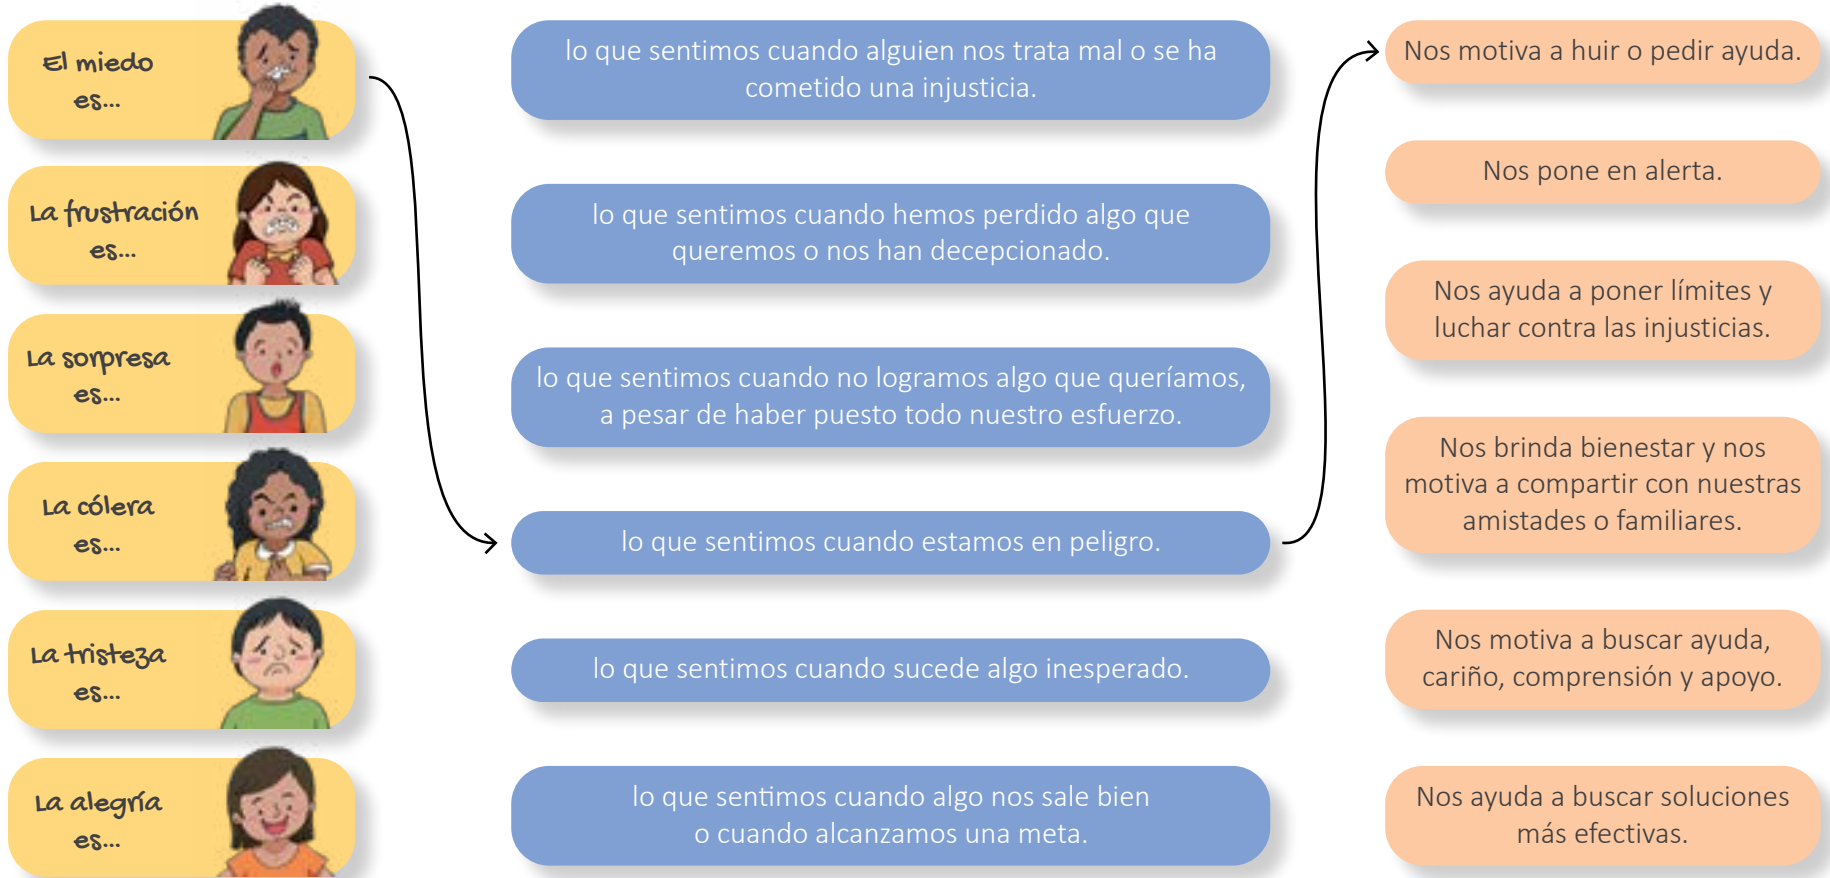 El miedo
es...
La frustración
es...
La sorpresa
es...
La cólera
es...
La tristeza
es...
La alegría
es...
lo que sentimos cuando alguien nos trata mal o se ha
cometido una injusticia.
lo que sentimos cuando hemos perdido algo que
queremos o nos han decepcionado.
lo que sentimos cuando no logramos algo que queríamos,
a pesar de haber puesto todo nuestro esfuerzo.
lo que sentimos cuando estamos en peligro.
lo que sentimos cuando sucede algo inesperado.
lo que sentimos cuando algo nos sale bien
o cuando alcanzamos una meta.
Nos motiva a huir o pedir ayuda.
Nos pone en alerta.
Nos ayuda a poner límites y
luchar contra las injusticias.
Nos brinda bienestar y nos
motiva a compartir con nuestras
amistades o familiares.
Nos motiva a buscar ayuda,
cariño, comprensión y apoyo.
Nos ayuda a buscar soluciones
más efectivas.